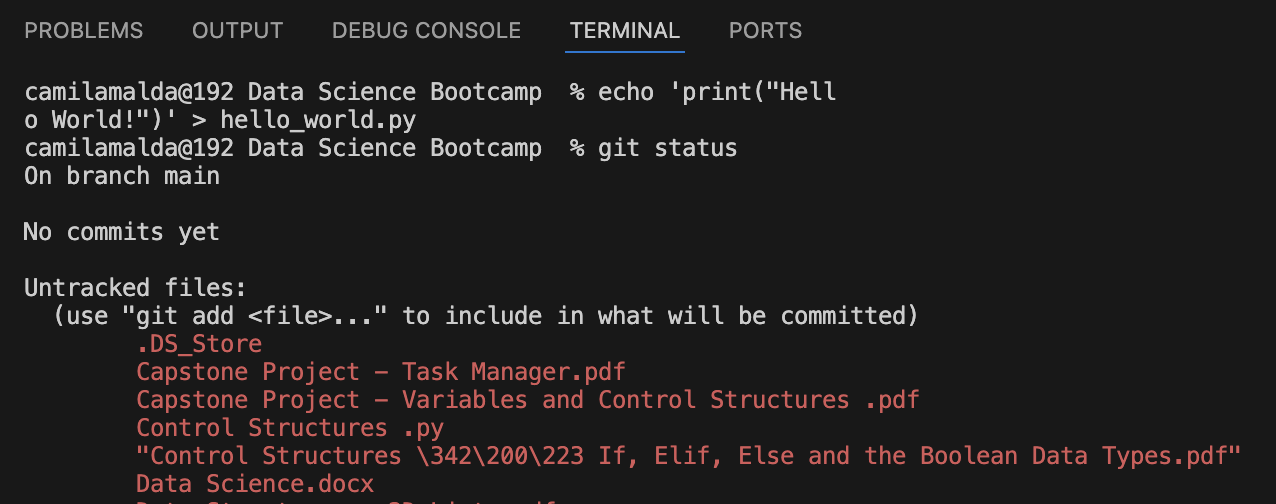 PROBLEMS OUTPUT DEBUG CONSOLE TERMINAL PORTS
camilamalda@192 Data Science Bootcamp  % echo 'print("Hell
o World!")' > hello_world.py
camilamalda@192 Data Science Bootcamp  % git status
On branch main
No commits yet
Untracked files:
(use "git add <file>..." to include in what will be committed)
.DS_Store
Capstone Project – Task Manager.pdf
Capstone Project – Variables and Control Structures .pdf
Control Structures .py
"Control Structures \342\200\223 If, Elif, Else and the Boolean Data Types.pdf"
Data Science.docx